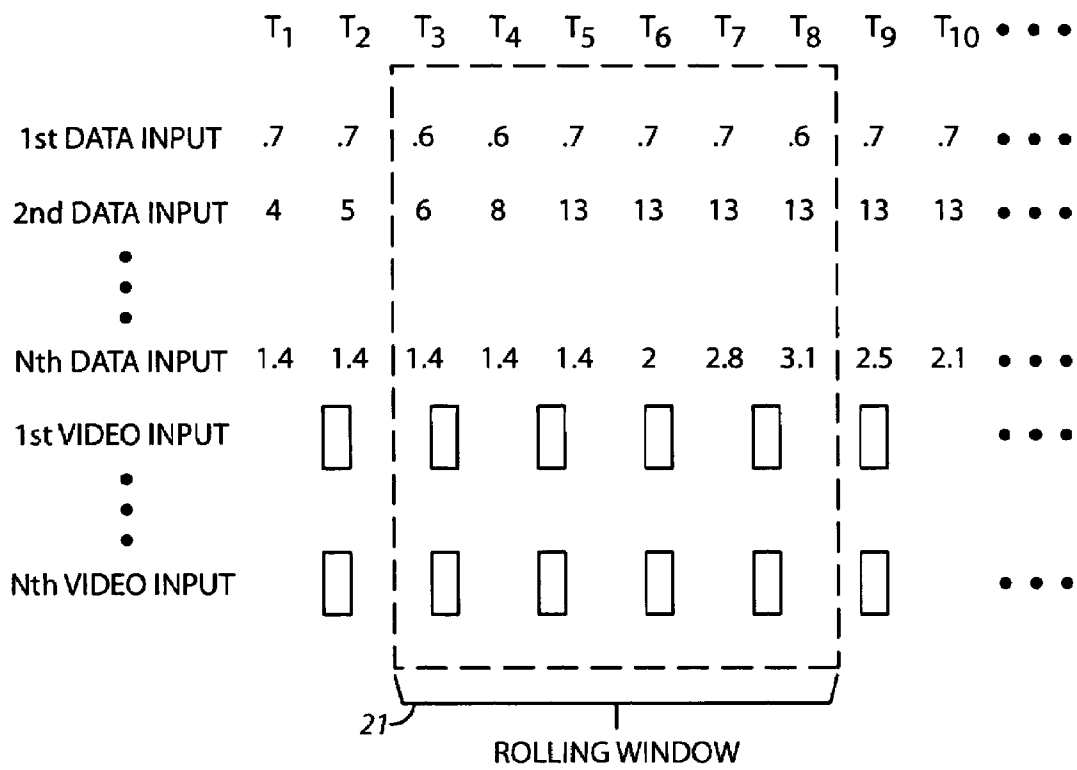 T1 T2 T3 T4 T5 T6 T7 T8 T9 T10 • • •
1st DATA INPUT .7 .7 .6 .6 .7 .7 .7 .6 .7 .7 • • •
2nd DATA INPUT 4 5 6 8 13 13 13 13 13 13 • • •
Nth DATA INPUT 1.4 1.4 1.4 1.4 1.4 2 2.8 3.1 2.5 2.1 • • •
1st VIDEO INPUT • • •
Nth VIDEO INPUT • • •
21
ROLLING WINDOW